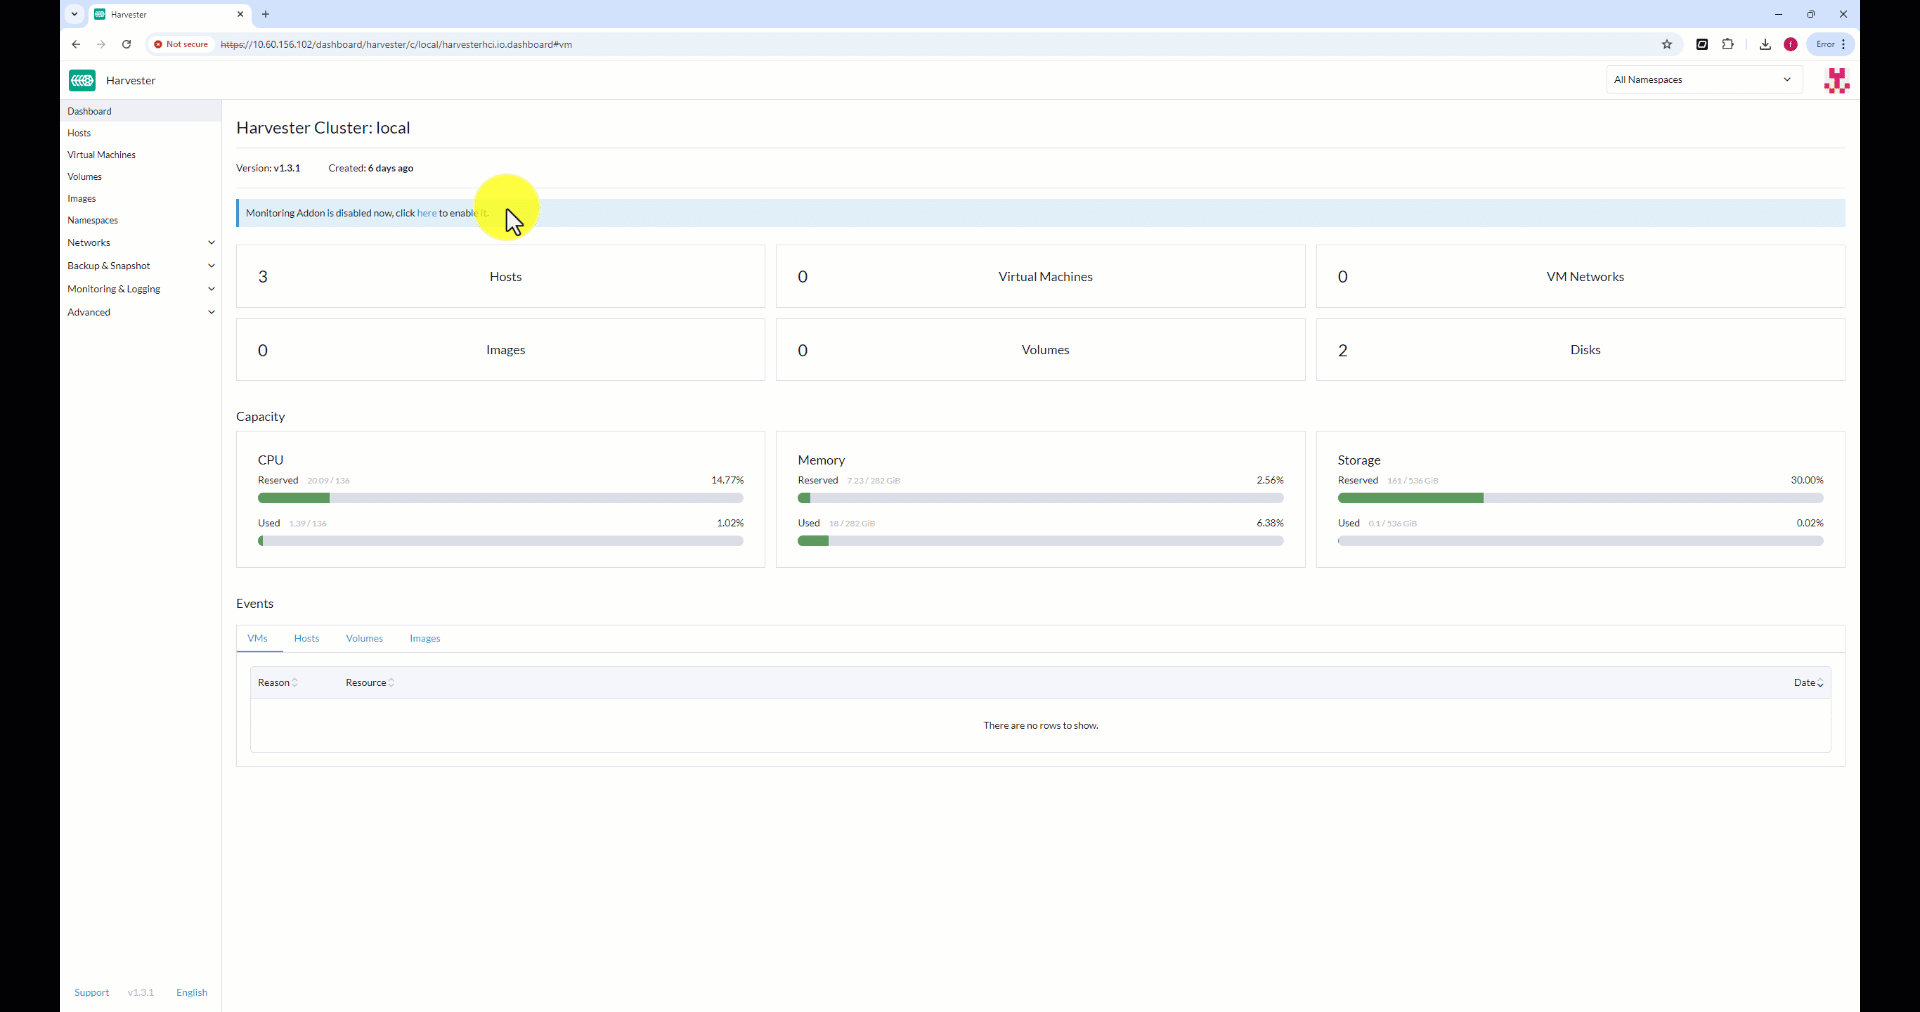 Harvester
Not secure https://10.60.156.102/dashboard/harvester/c/local/harvesterhci.io.dashboard#vm
f
Error
Harvester
All Namespaces
Dashboard
Hosts
Virtual Machines
Volumes
Images
Namespaces
Networks
Backup & Snapshot
Monitoring & Logging
Advanced
Harvester Cluster: local
Version: v1.3.1 Created: 6 days ago
Monitoring Addon is disabled now, click here to enable it.
3 Hosts
0 Virtual Machines
0 VM Networks
0 Images
0 Volumes
2 Disks
Capacity
CPU
Reserved 20.09 / 136 14.77%
Used 1.39 / 136 1.02%
Memory
Reserved 7.23 / 282 GiB 2.56%
Used 18 / 282 GiB 6.38%
Storage
Reserved 161 / 536 GiB 30.00%
Used 0.1 / 536 GiB 0.02%
Events
VMs Hosts Volumes Images
Reason Resource Date
There are no rows to show.
Support v1.3.1 English